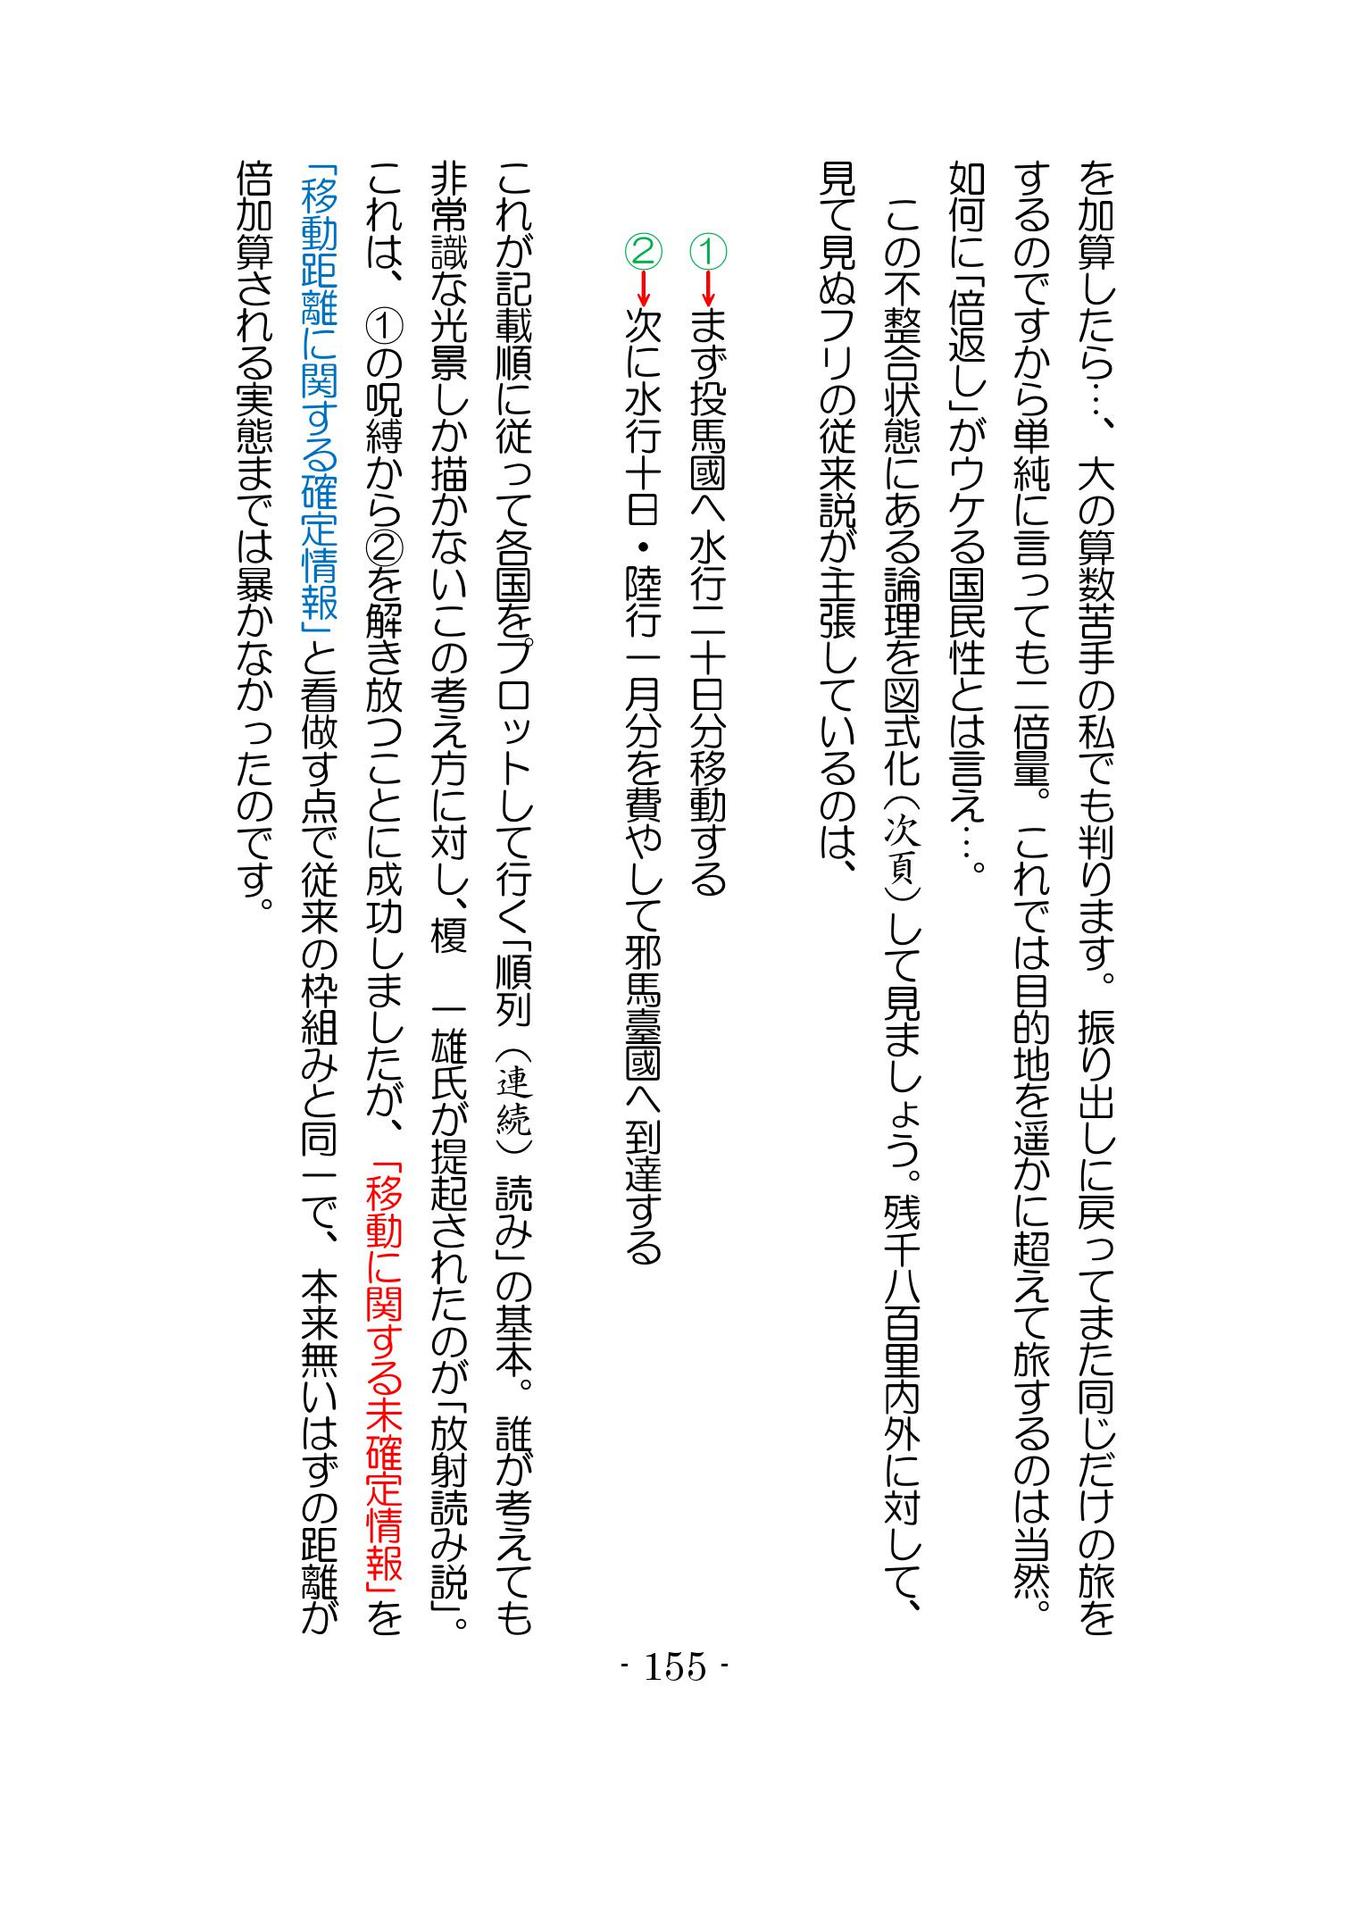 を加算したら…、大の算数苦手の私でも判ります。振り出しに戻ってまた同じだけの旅を
するのですから単純に言っても二倍量。これでは目的地を遥かに超えて旅するのは当然。
如何に「倍返し」がウケる国民性とは言え…。
　この不整合状態にある論理を図式化（次頁）して見ましょう。残千八百里内外に対して、
見て見ぬフリの従来説が主張しているのは、
①→まず投馬國へ水行二十日分移動する
②→次に水行十日・陸行一月分を費やして邪馬臺國へ到達する
これが記載順に従って各国をプロットして行く「順列（連続）読み」の基本。誰が考えても
非常識な光景しか描かないこの考え方に対し、榎　一雄氏が提起されたのが「放射読み説」。
これは、①の呪縛から②を解き放つことに成功しましたが、「移動に関する未確定情報」を
「移動距離に関する確定情報」と看做す点で従来の枠組みと同一で、本来無いはずの距離が
倍加算される実態までは暴かなかったのです。
- 155 -